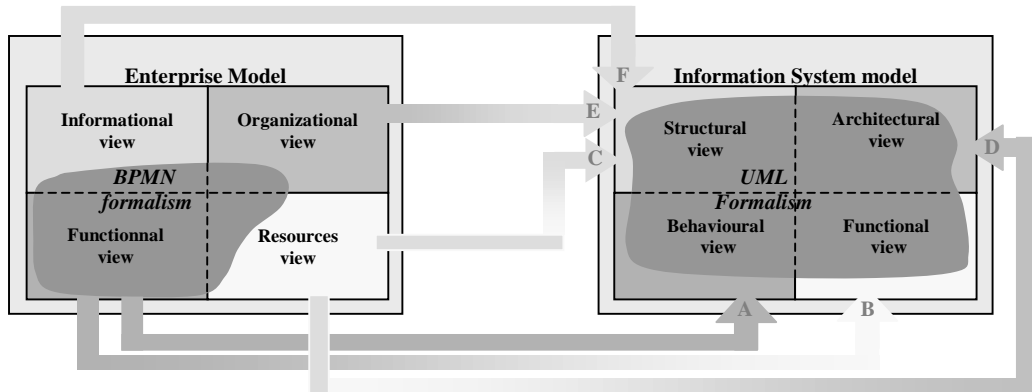 F
Enterprise Model
Information System model
Informational
view
Organizational
view
E
Structural
view
Architectural
view
C
D
BPMN
formalism
UML
Formalism
Functionnal
view
Resources
view
Behavioural
view
Functional
view
A
B